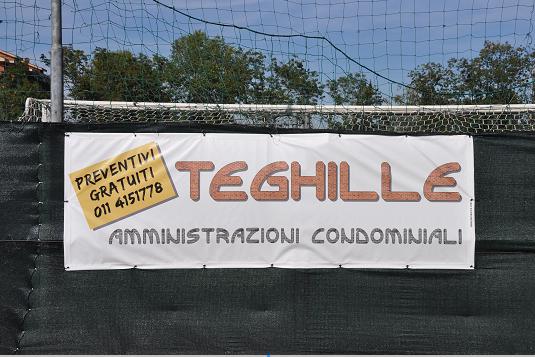 PREVENTIVI
GRATUITI
011 4151778
TEGHILLE
AMMINISTRAZIONI CONDOMINIALI